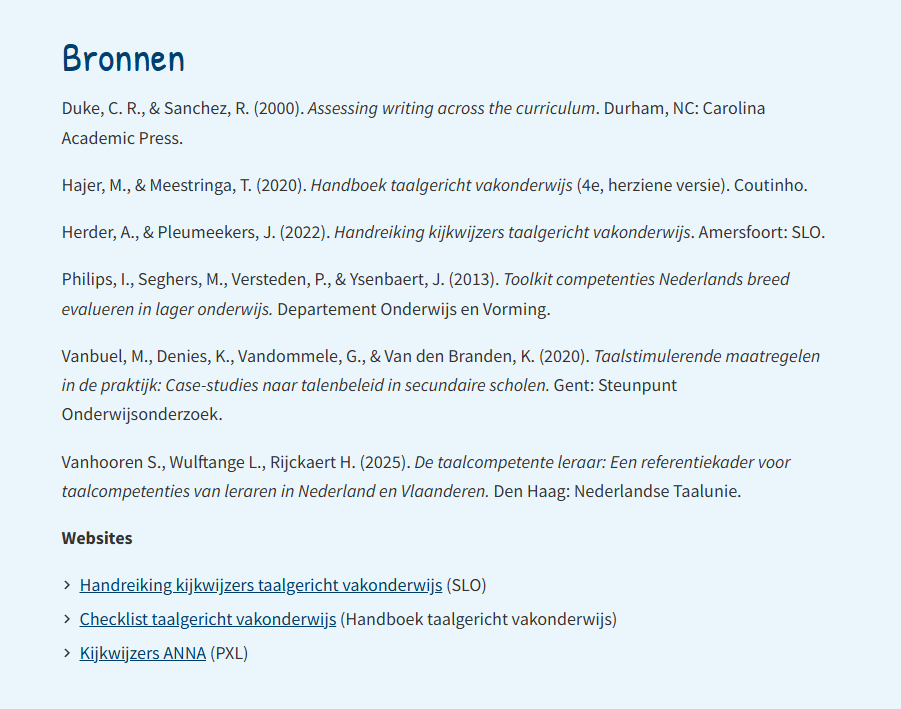 Bronnen
Duke, C. R., & Sanchez, R. (2000). Assessing writing across the curriculum. Durham, NC: Carolina
Academic Press.
Hajer, M., & Meestringa, T. (2020). Handboek taalgericht vakonderwijs (4e, herziene versie). Coutinho.
Herder, A., & Pleumeekers, J. (2022). Handreiking kijkwijzers taalgericht vakonderwijs. Amersfoort: SLO.
Philips, I., Seghers, M., Versteden, P., & Ysenbaert, J. (2013). Toolkit competenties Nederlands breed
evalueren in lager onderwijs. Departement Onderwijs en Vorming.
Vanbuel, M., Denies, K., Vandommele, G., & Van den Branden, K. (2020). Taalstimulerende maatregelen
in de praktijk: Case-studies naar talenbeleid in secundaire scholen. Gent: Steunpunt
Onderwijsonderzoek.
Vanhooren S., Wulftange L., Rijckaert H. (2025). De taalcompetente leraar: Een referentiekader voor
taalcompetenties van leraren in Nederland en Vlaanderen. Den Haag: Nederlandse Taalunie.
Websites
> Handreiking kijkwijzers taalgericht vakonderwijs (SLO)
> Checklist taalgericht vakonderwijs (Handboek taalgericht vakonderwijs)
> Kijkwijzers ANNA (PXL)